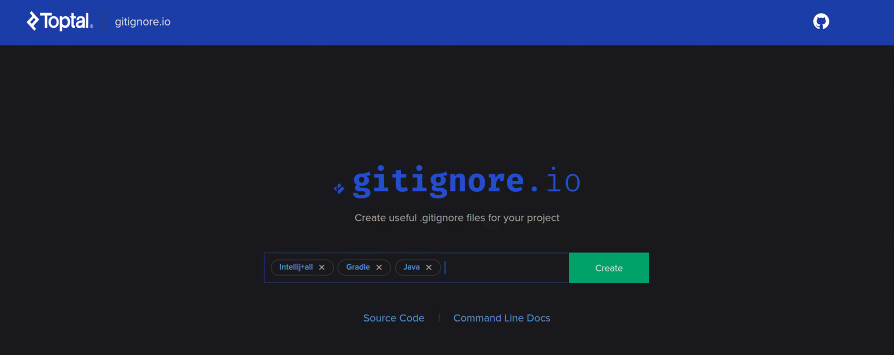 Toptal gitignore.io
.gitignore.io
Create useful .gitignore files for your project
Intellij+all × Gradle × Java × Create
Source Code | Command Line Docs